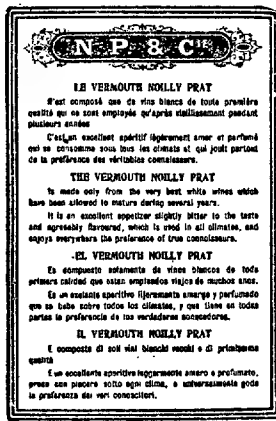 N. P. & Cie
LE VERMOUTH NOILLY PRAT
N'est composé que de vins blancs de toute première
qualité qui ne sont employés qu'après vieillissement pendant
plusieurs années
C'est un excellent apéritif légèrement amer et parfumé
qui se consomme sous tous les climats et qui jouit partout
de la préférence des véritables connaisseurs.
THE VERMOUTH NOILLY PRAT
Is made only from the very best white wines which
have been allowed to mature during several years.
It is an excellent appetizer slightly bitter to the taste
and agreeably flavoured, which is used in all climates, and
enjoys everywhere the preference of true connoisseurs.
EL VERMOUTH NOILLY PRAT
Es compuesto solamente de vinos blancos de toda
primera calidad que estan empleados viejos de muchos anos.
Es un exelante aperitivo lijeramente amargo y perfumado
que se bebe sobre todos los climates, y que tiene en todas
partes la preferencia de los verdaderos conocedores.
IL VERMOUTH NOILLY PRAT
È composto di soli vini bianchi vecchi e di primissima
qualità
È un eccellente aperitivo leggermente amaro e profumato,
preso con piacere sotto ogni clima, e universalmente gode
la preferenza dei veri conoscitori.